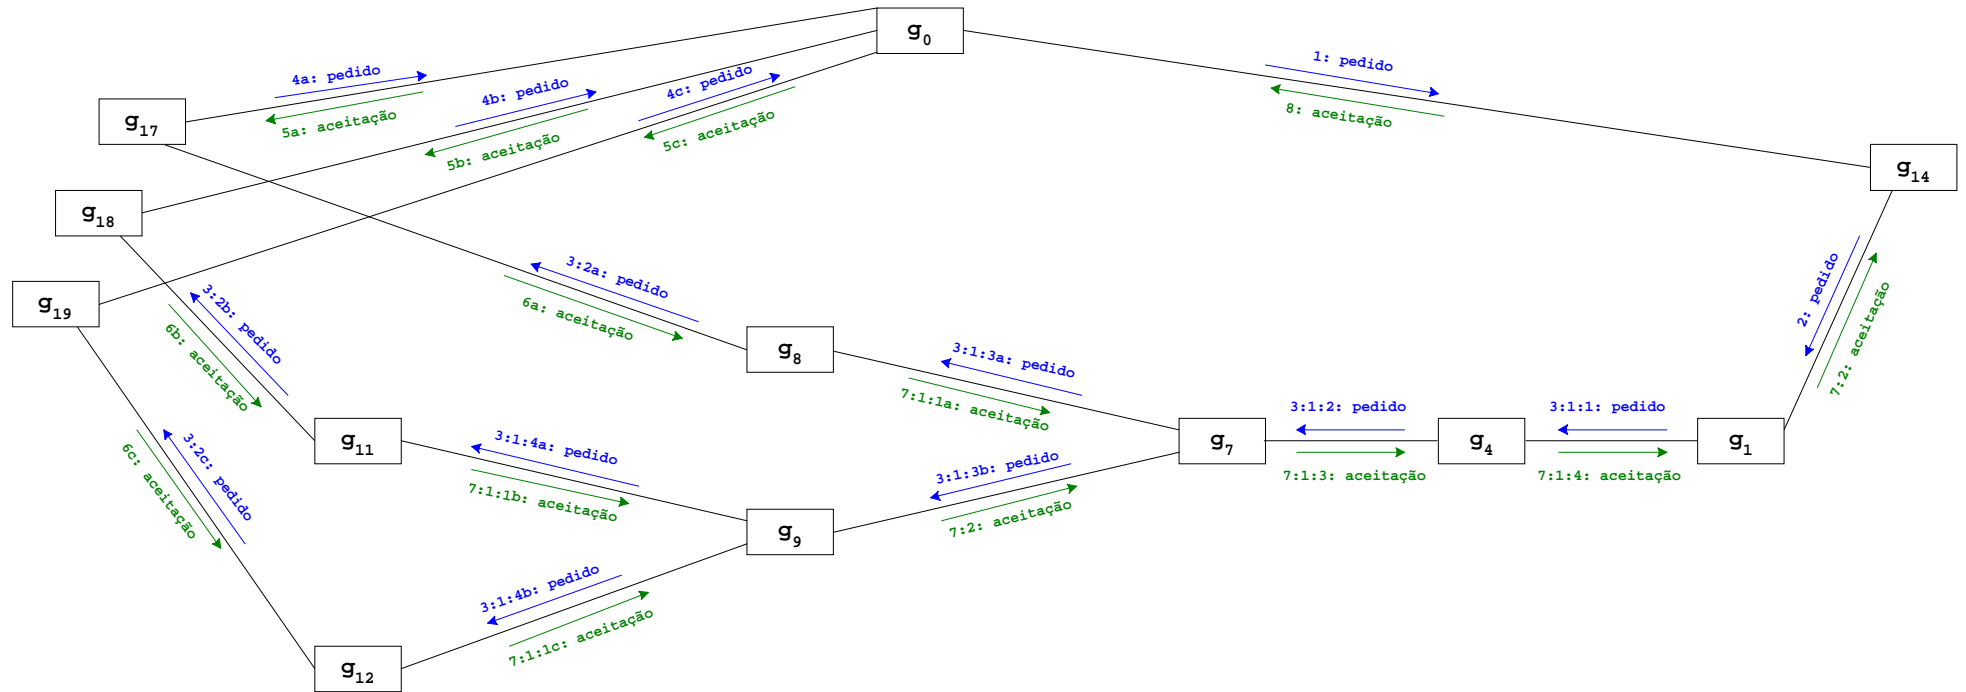 g0
1: pedido
4a: pedido
4c: pedido
4b: pedido
8: aceitação
g17
5a: aceitação
5b: aceitação
5c: aceitação
g14
g18
3:2a: pedido
2: pedido
g19
3:2b: pedido
6a: aceitação
7:2: aceitação
6b: aceitação
g8
3:1:3a: pedido
7:1:1a: aceitação
3:1:2: pedido
3:1:1: pedido
g11
3:1:4a: pedido
g7
g4
g1
3:2c: pedido
6c: aceitação
3:1:3b: pedido
7:1:3: aceitação
7:1:4: aceitação
7:1:1b: aceitação
g9
7:2: aceitação
3:1:4b: pedido
7:1:1c: aceitação
g12